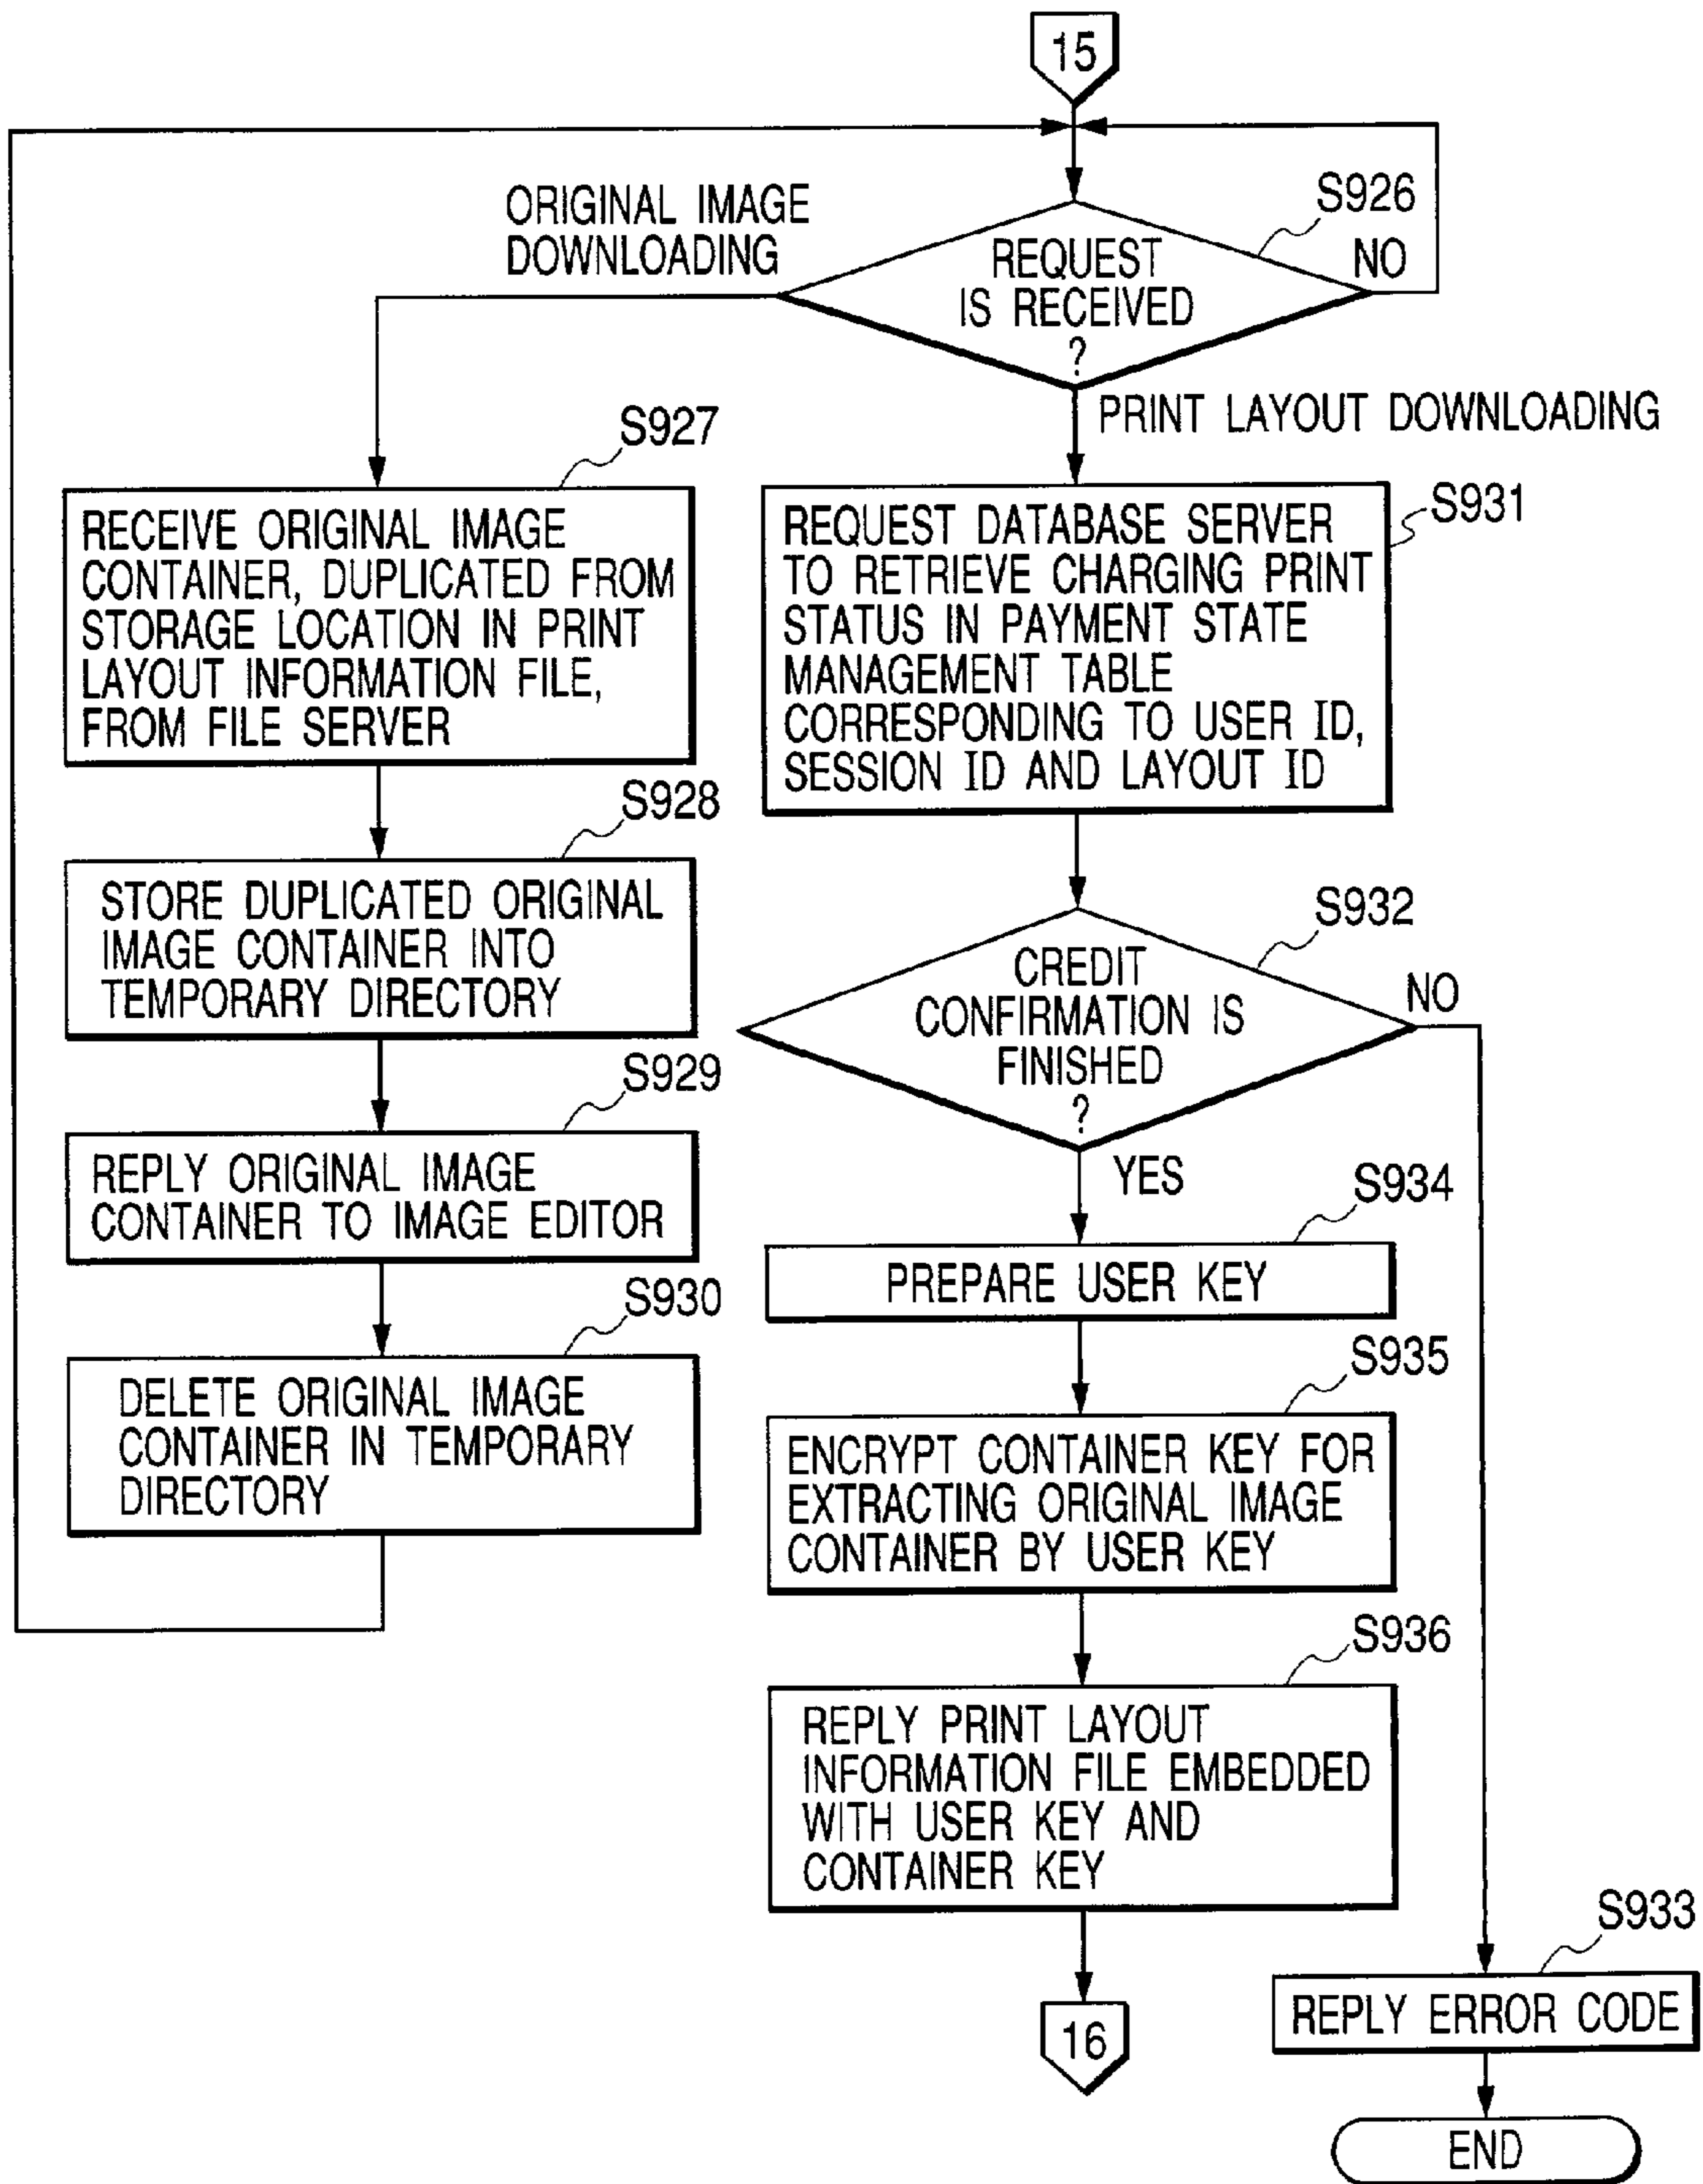 15
ORIGINAL IMAGE
DOWNLOADING
S926
REQUEST
IS RECEIVED
?
NO
PRINT LAYOUT DOWNLOADING
S927
RECEIVE ORIGINAL IMAGE
CONTAINER, DUPLICATED FROM
STORAGE LOCATION IN PRINT
LAYOUT INFORMATION FILE,
FROM FILE SERVER
S928
STORE DUPLICATED ORIGINAL
IMAGE CONTAINER INTO
TEMPORARY DIRECTORY
S929
REPLY ORIGINAL IMAGE
CONTAINER TO IMAGE EDITOR
S930
DELETE ORIGINAL IMAGE
CONTAINER IN TEMPORARY
DIRECTORY
S931
REQUEST DATABASE SERVER
TO RETRIEVE CHARGING PRINT
STATUS IN PAYMENT STATE
MANAGEMENT TABLE
CORRESPONDING TO USER ID,
SESSION ID AND LAYOUT ID
S932
CREDIT
CONFIRMATION IS
FINISHED
?
NO
YES
S934
PREPARE USER KEY
S935
ENCRYPT CONTAINER KEY FOR
EXTRACTING ORIGINAL IMAGE
CONTAINER BY USER KEY
S936
REPLY PRINT LAYOUT
INFORMATION FILE EMBEDDED
WITH USER KEY AND
CONTAINER KEY
16
S933
REPLY ERROR CODE
END